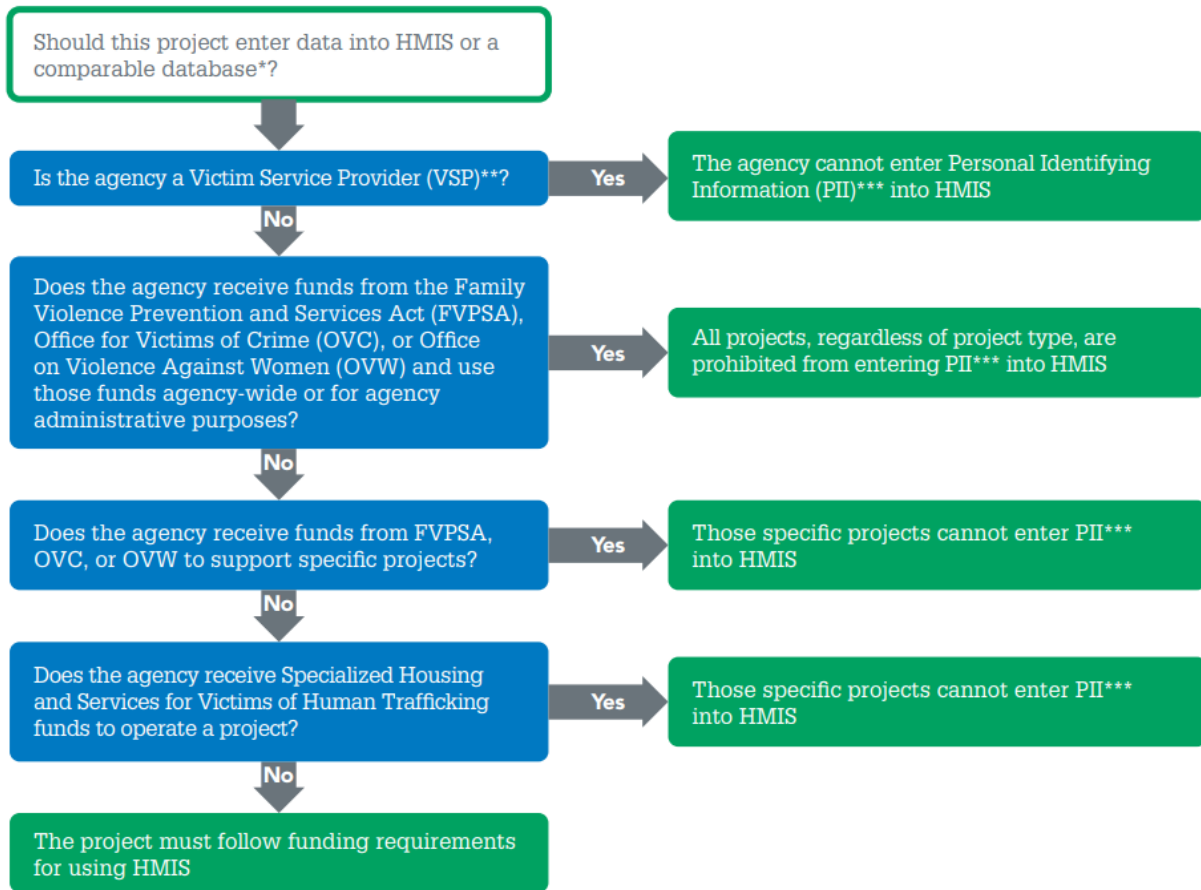 Should this project enter data into HMIS or a
comparable database*?
Is the agency a Victim Service Provider (VSP)**?
Yes
The agency cannot enter Personal Identifying
Information (PII)*** into HMIS
No
Does the agency receive funds from the Family
Violence Prevention and Services Act (FVPSA),
Office for Victims of Crime (OVC), or Office
on Violence Against Women (OVW) and use
those funds agency-wide or for agency
administrative purposes?
Yes
All projects, regardless of project type, are
prohibited from entering PII*** into HMIS
No
Does the agency receive funds from FVPSA,
OVC, or OVW to support specific projects?
Yes
Those specific projects cannot enter PII***
into HMIS
No
Does the agency receive Specialized Housing
and Services for Victims of Human Trafficking
funds to operate a project?
Yes
Those specific projects cannot enter PII***
into HMIS
No
The project must follow funding requirements
for using HMIS